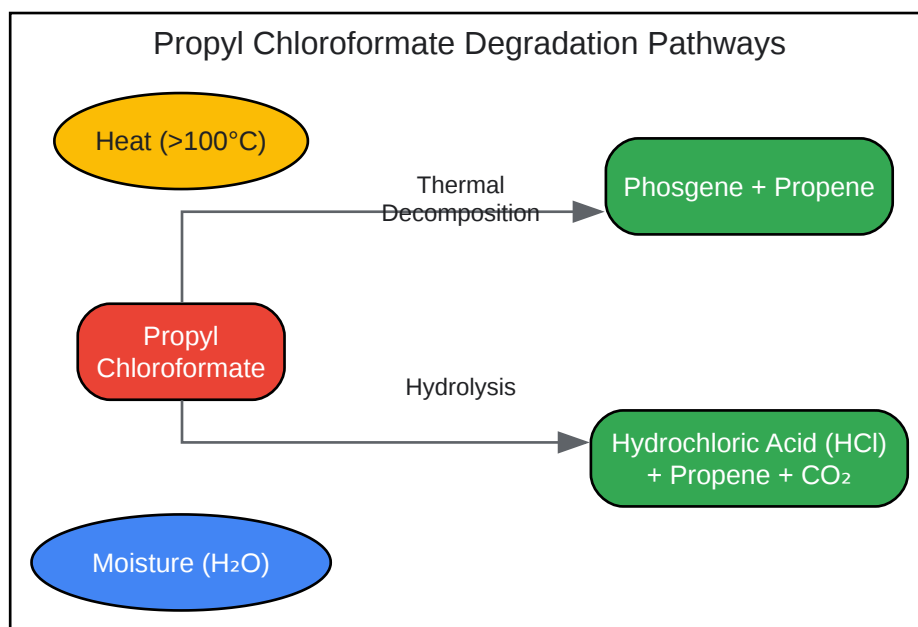 Propyl Chloroformate Degradation Pathways
Heat (>100°C)
Thermal
Decomposition
Phosgene + Propene
Propyl
Chloroformate
Hydrolysis
Hydrochloric Acid (HCl)
+ Propene + CO₂
Moisture (H₂O)